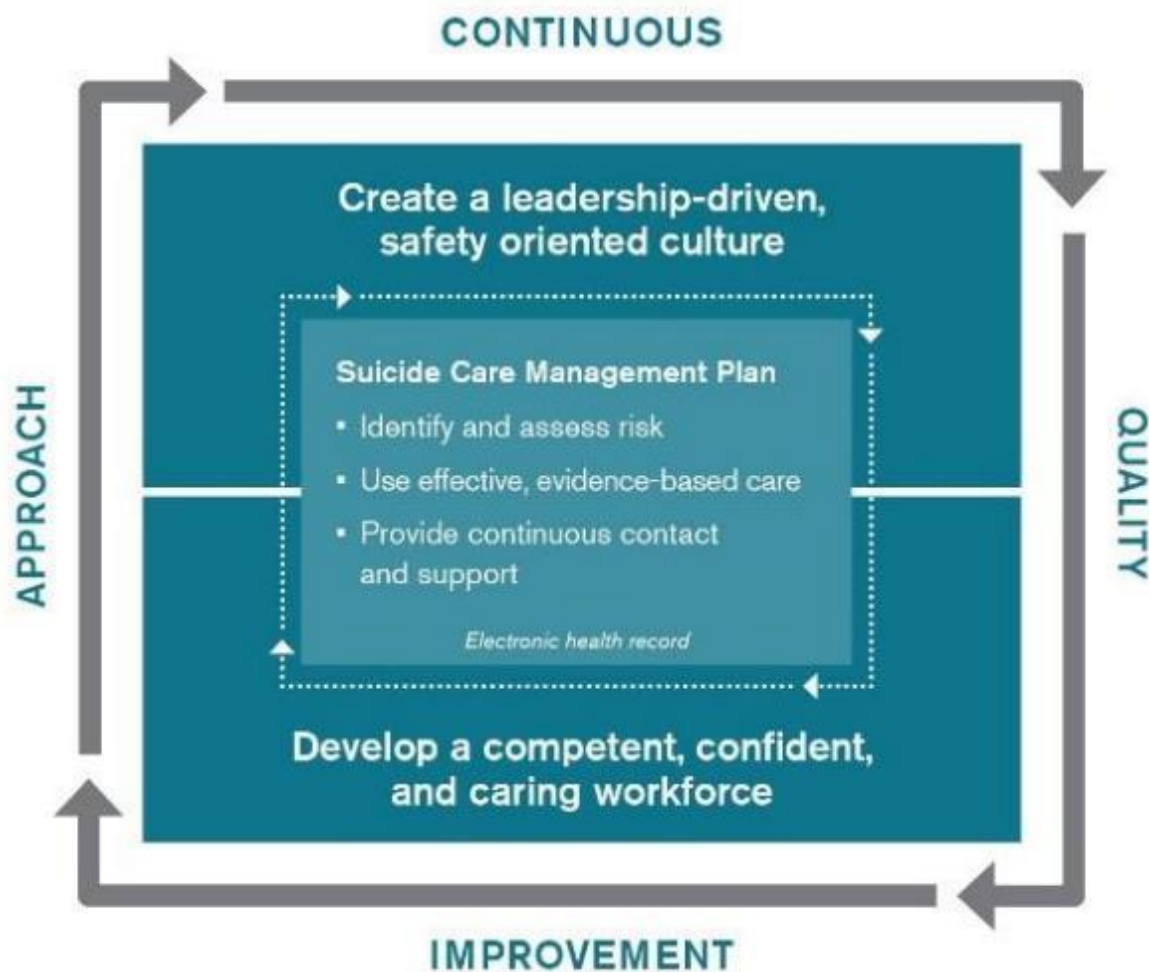 CONTINUOUS
Create a leadership-driven,
safety oriented culture
Suicide Care Management Plan
▪ Identify and assess risk
▪ Use effective, evidence-based care
▪ Provide continuous contact
and support
Electronic health record
Develop a competent, confident,
and caring workforce
QUALITY
IMPROVEMENT
APPROACH